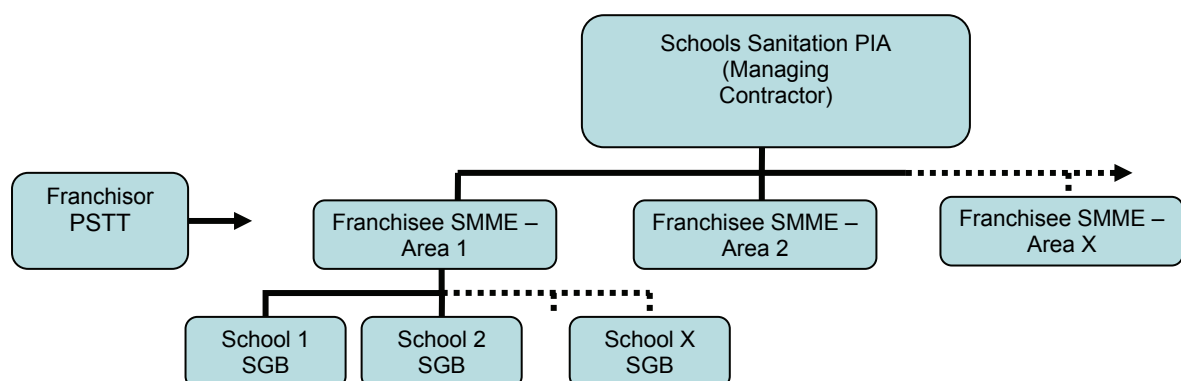 Schools Sanitation PIA
(Managing
Contractor)
Franchisor
PSTT
Franchisee SMME –
Area 1
Franchisee SMME –
Area 2
Franchisee SMME –
Area X
School 1
SGB
School 2
SGB
School X
SGB